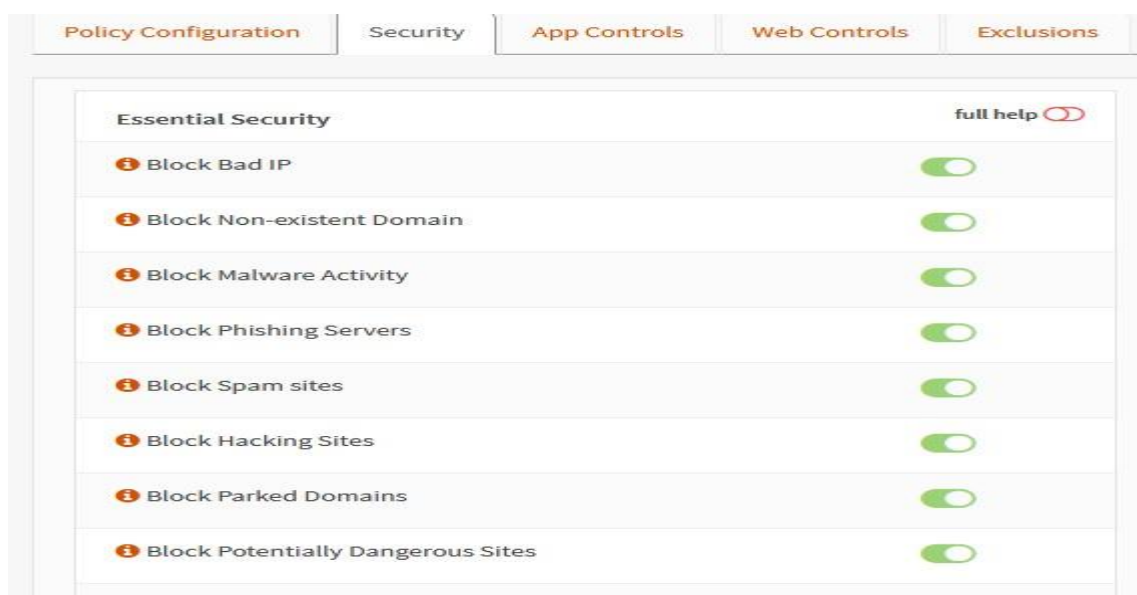 Policy Configuration Security App Controls Web Controls Exclusions
Essential Security full help
Block Bad IP
Block Non-existent Domain
Block Malware Activity
Block Phishing Servers
Block Spam sites
Block Hacking Sites
Block Parked Domains
Block Potentially Dangerous Sites